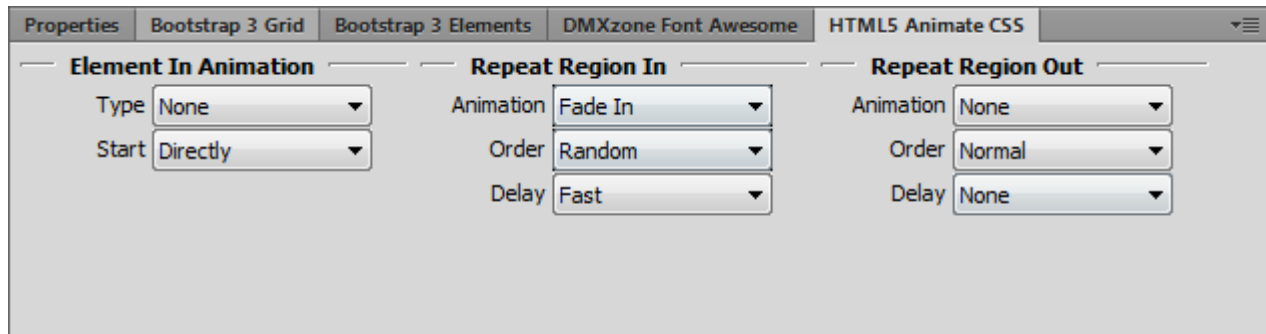 Properties Bootstrap 3 Grid Bootstrap 3 Elements DMXzone Font Awesome HTML5 Animate CSS
Element In Animation Repeat Region In Repeat Region Out
Type None Animation Fade In Animation None
Start Directly Order Random Order Normal
Delay Fast Delay None